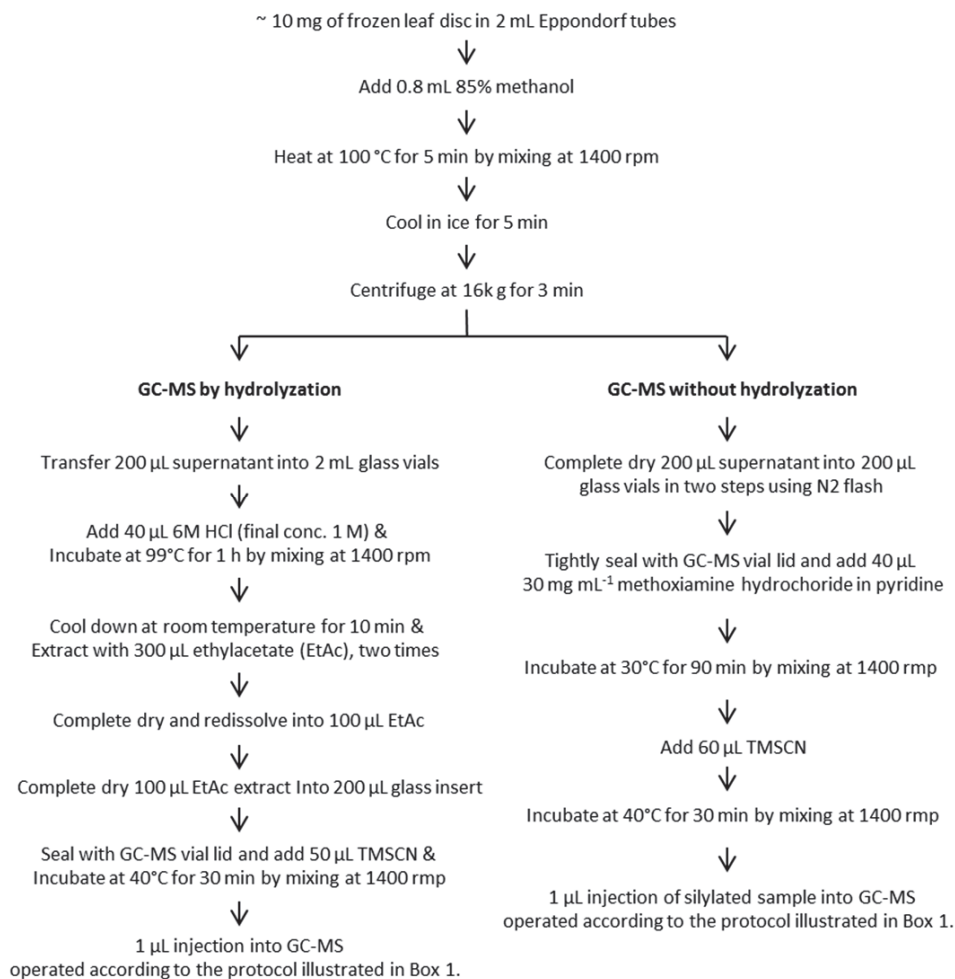 ~ 10 mg of frozen leaf disc in 2 mL Eppondorf tubes
Add 0.8 mL 85% methanol
Heat at 100 °C for 5 min by mixing at 1400 rpm
Cool in ice for 5 min
Centrifuge at 16k g for 3 min
GC-MS by hydrolyzation
Transfer 200 µL supernatant into 2 mL glass vials
Add 40 µL 6M HCl (final conc. 1 M) &
Incubate at 99°C for 1 h by mixing at 1400 rpm
Cool down at room temperature for 10 min &
Extract with 300 µL ethylacetate (EtAc), two times
Complete dry and redissolve into 100 µL EtAc
Complete dry 100 µL EtAc extract Into 200 µL glass insert
Seal with GC-MS vial lid and add 50 µL TMSCN &
Incubate at 40°C for 30 min by mixing at 1400 rmp
1 µL injection into GC-MS
operated according to the protocol illustrated in Box 1.
GC-MS without hydrolyzation
Complete dry 200 µL supernatant into 200 µL
glass vials in two steps using N2 flash
Tightly seal with GC-MS vial lid and add 40 µL
30 mg mL⁻¹ methoxiamine hydrochoride in pyridine
Incubate at 30°C for 90 min by mixing at 1400 rmp
Add 60 µL TMSCN
Incubate at 40°C for 30 min by mixing at 1400 rmp
1 µL injection of silylated sample into GC-MS
operated according to the protocol illustrated in Box 1.